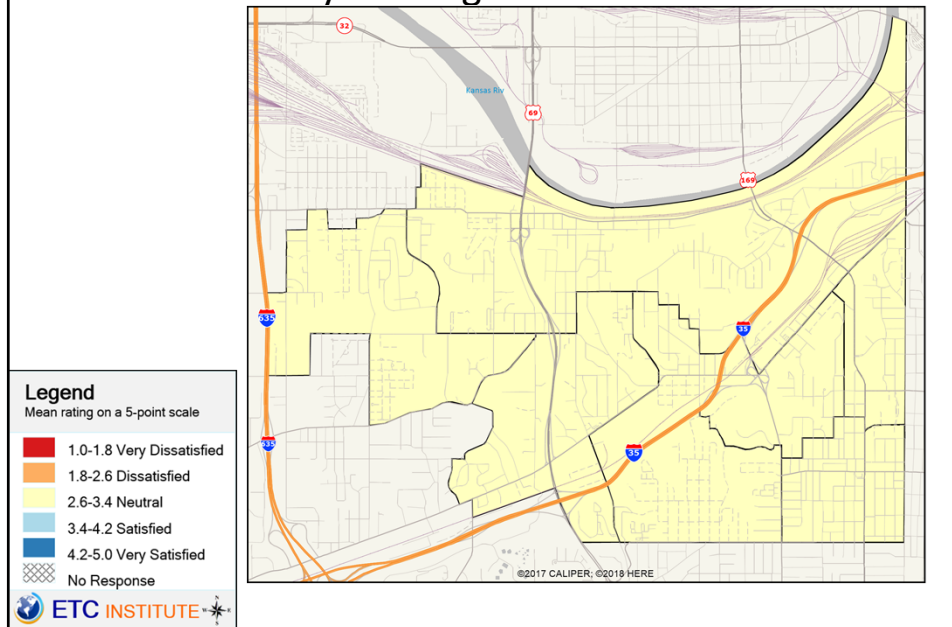 32
Kansas Riv
69
169
635
35
635
35
Legend
Mean rating on a 5-point scale
1.0-1.8 Very Dissatisfied
1.8-2.6 Dissatisfied
2.6-3.4 Neutral
3.4-4.2 Satisfied
4.2-5.0 Very Satisfied
No Response
ETC INSTITUTE
©2017 CALIPER; ©2018 HERE